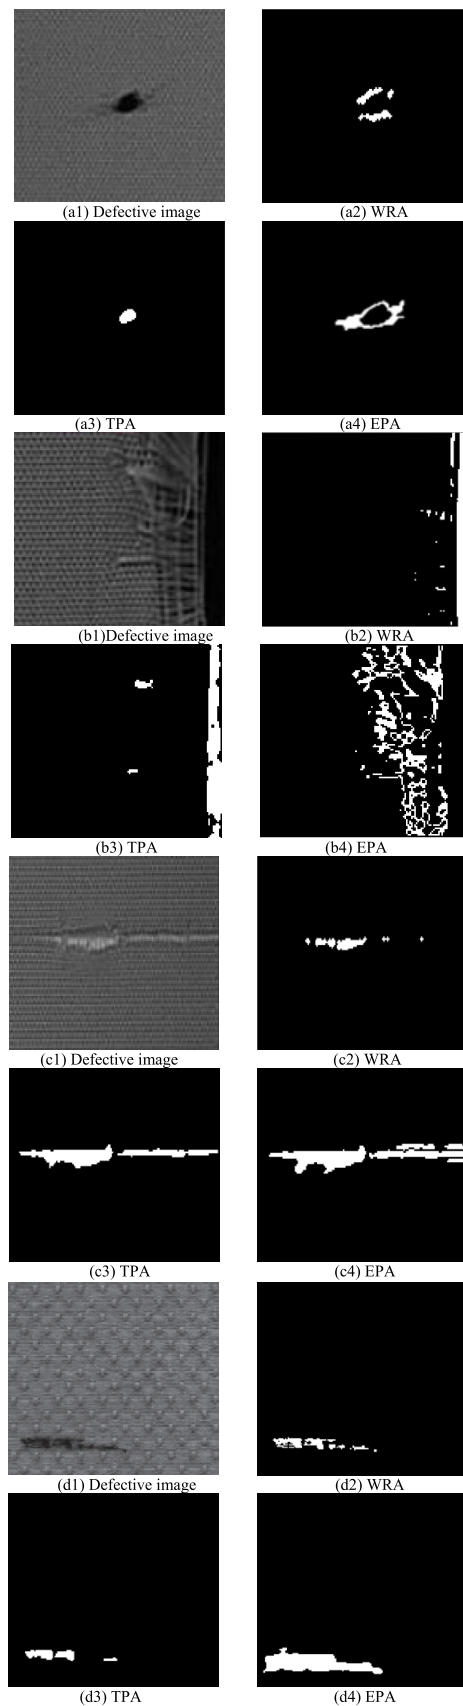 (a1) Defective image
(a2) WRA
(a3) TPA
(a4) EPA
(b1)Defective image
(b2) WRA
(b3) TPA
(b4) EPA
(c1) Defective image
(c2) WRA
(c3) TPA
(c4) EPA
(d1) Defective image
(d2) WRA
(d3) TPA
(d4) EPA